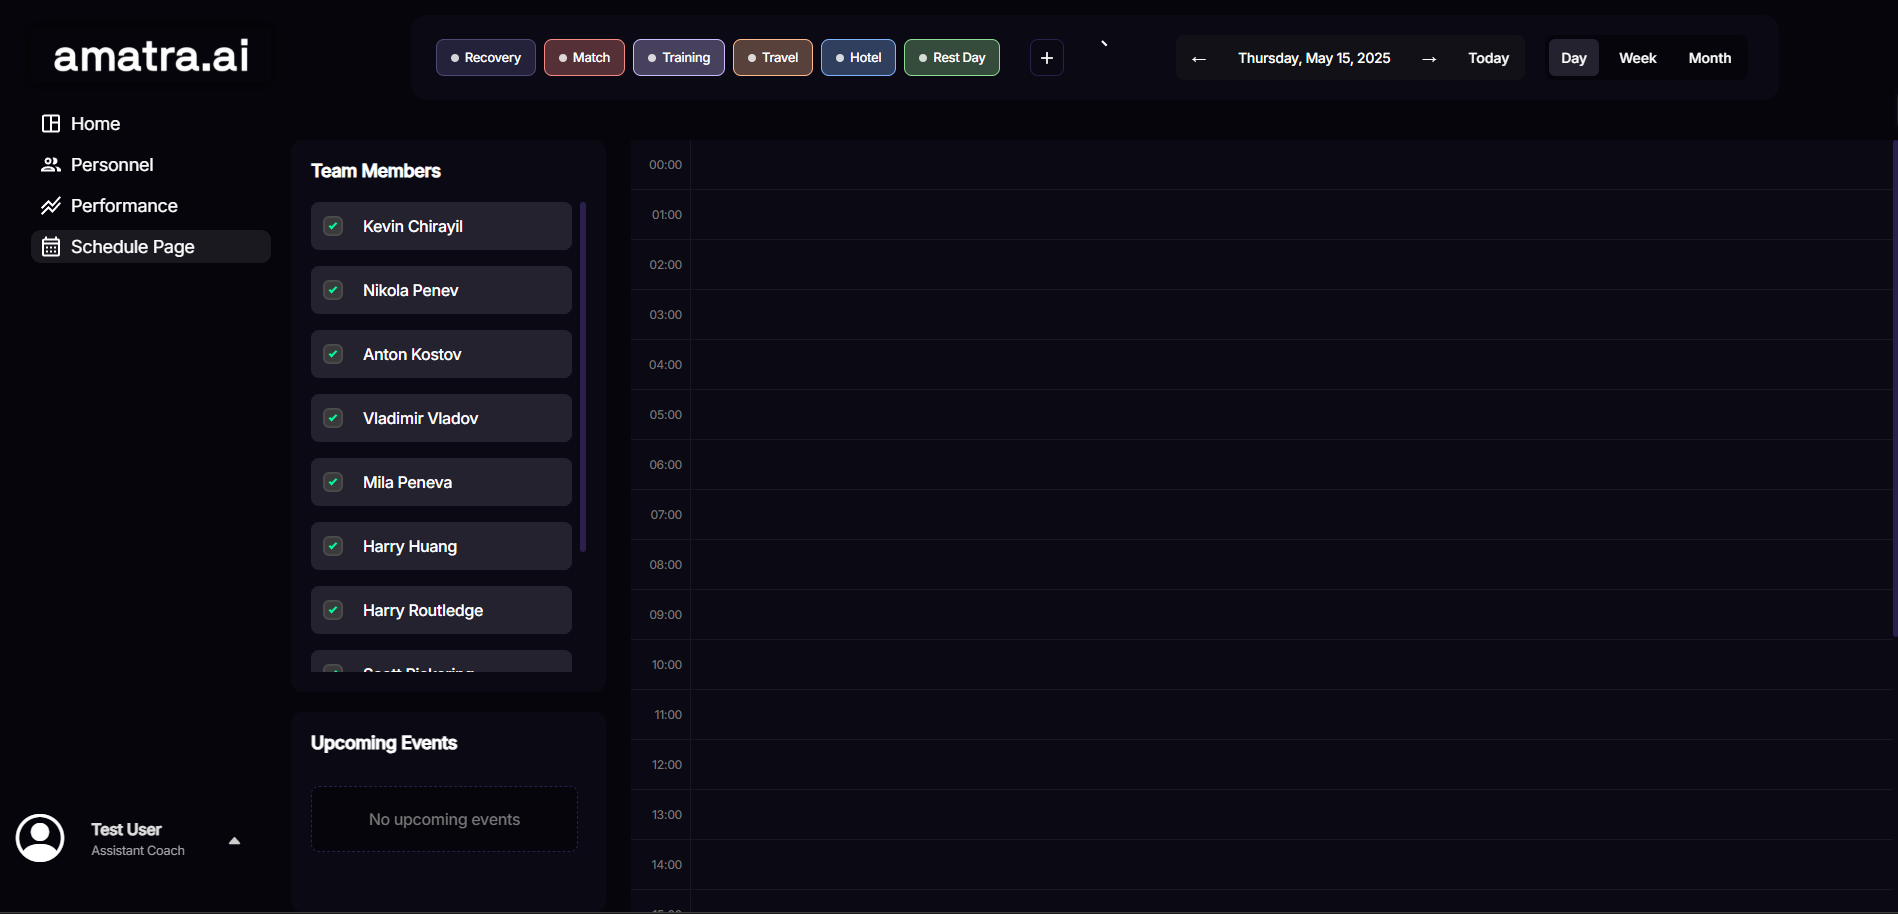 amatra.ai
Home
Personnel
Performance
Schedule Page
Test User
Assistant Coach
Recovery
Match
Training
Travel
Hotel
Rest Day
+
← Thursday, May 15, 2025 → Today
Day
Week
Month
Team Members
Kevin Chirayil
Nikola Penev
Anton Kostov
Vladimir Vladov
Mila Peneva
Harry Huang
Harry Routledge
Upcoming Events
No upcoming events
00:00
01:00
02:00
03:00
04:00
05:00
06:00
07:00
08:00
09:00
10:00
11:00
12:00
13:00
14:00